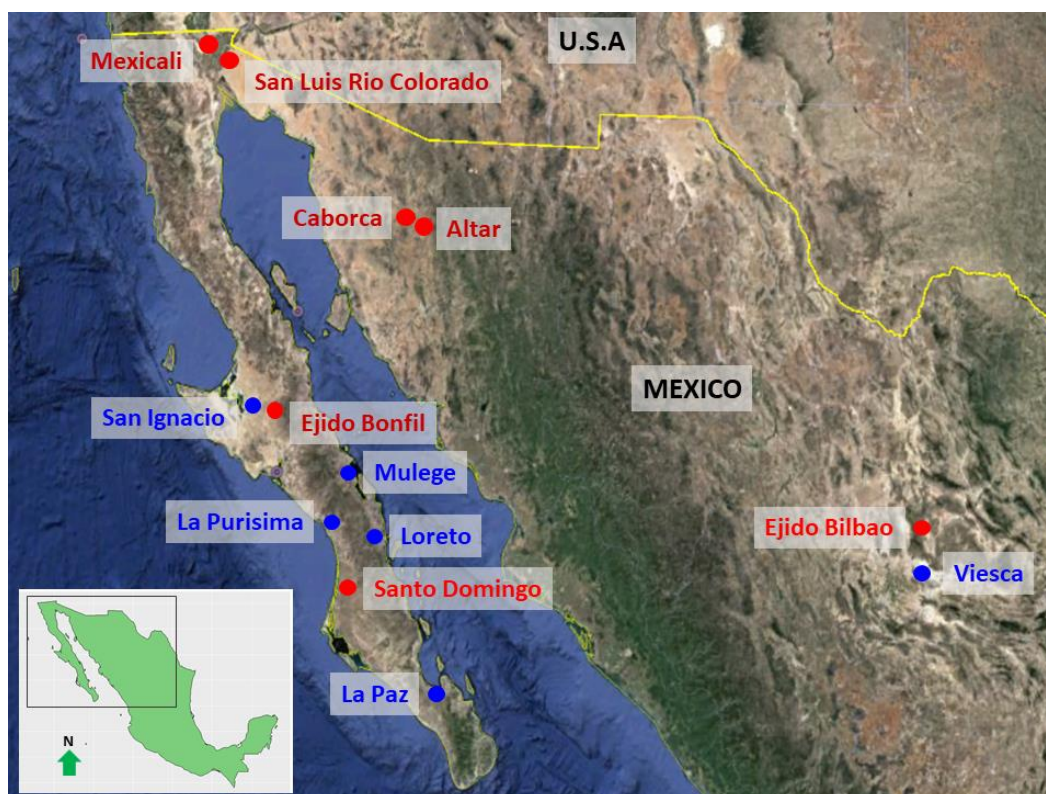 U.S.A
Mexicali
San Luis Rio Colorado
Caborca
Altar
MEXICO
San Ignacio
Ejido Bonfil
Mulege
La Purisima
Loreto
Ejido Bilbao
Viesca
Santo Domingo
La Paz
N